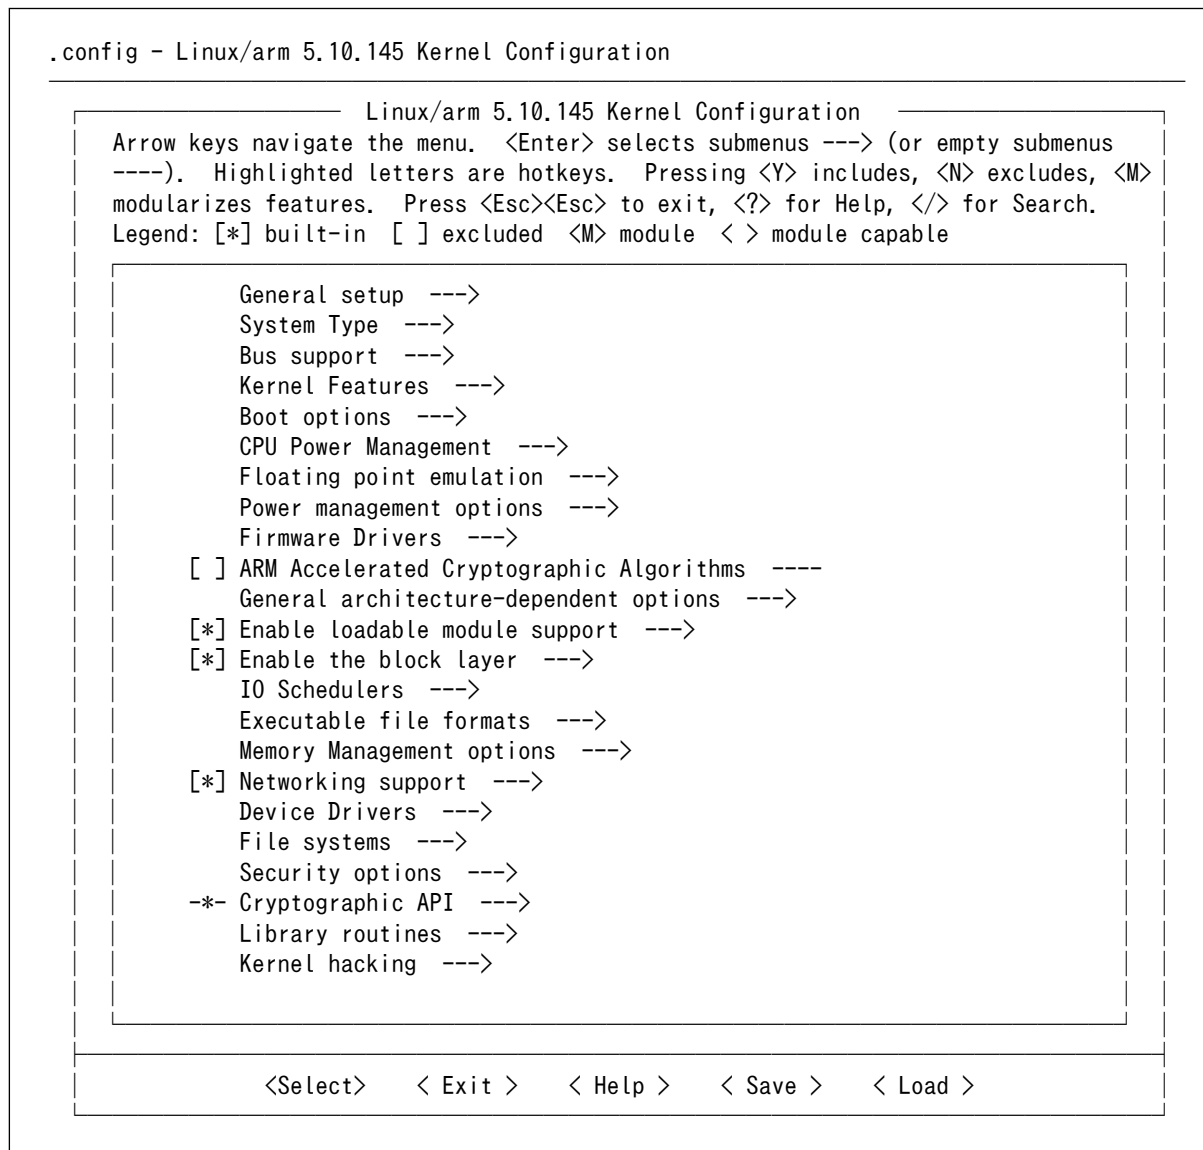 .config - Linux/arm 5.10.145 Kernel Configuration
Linux/arm 5.10.145 Kernel Configuration
Arrow keys navigate the menu.  <Enter> selects submenus ---> (or empty submenus
----).  Highlighted letters are hotkeys.  Pressing <Y> includes, <N> excludes, <M>
modularizes features.  Press <Esc><Esc> to exit, <?> for Help, </> for Search.
Legend: [*] built-in  [ ] excluded  <M> module  < > module capable
General setup  --->
System Type  --->
Bus support  --->
Kernel Features  --->
Boot options  --->
CPU Power Management  --->
Floating point emulation  --->
Power management options  --->
Firmware Drivers  --->
[ ] ARM Accelerated Cryptographic Algorithms  ----
General architecture-dependent options  --->
[*] Enable loadable module support  --->
[*] Enable the block layer  --->
IO Schedulers  --->
Executable file formats  --->
Memory Management options  --->
[*] Networking support  --->
Device Drivers  --->
File systems  --->
Security options  --->
-*- Cryptographic API  --->
Library routines  --->
Kernel hacking  --->
<Select>    < Exit >    < Help >    < Save >    < Load >